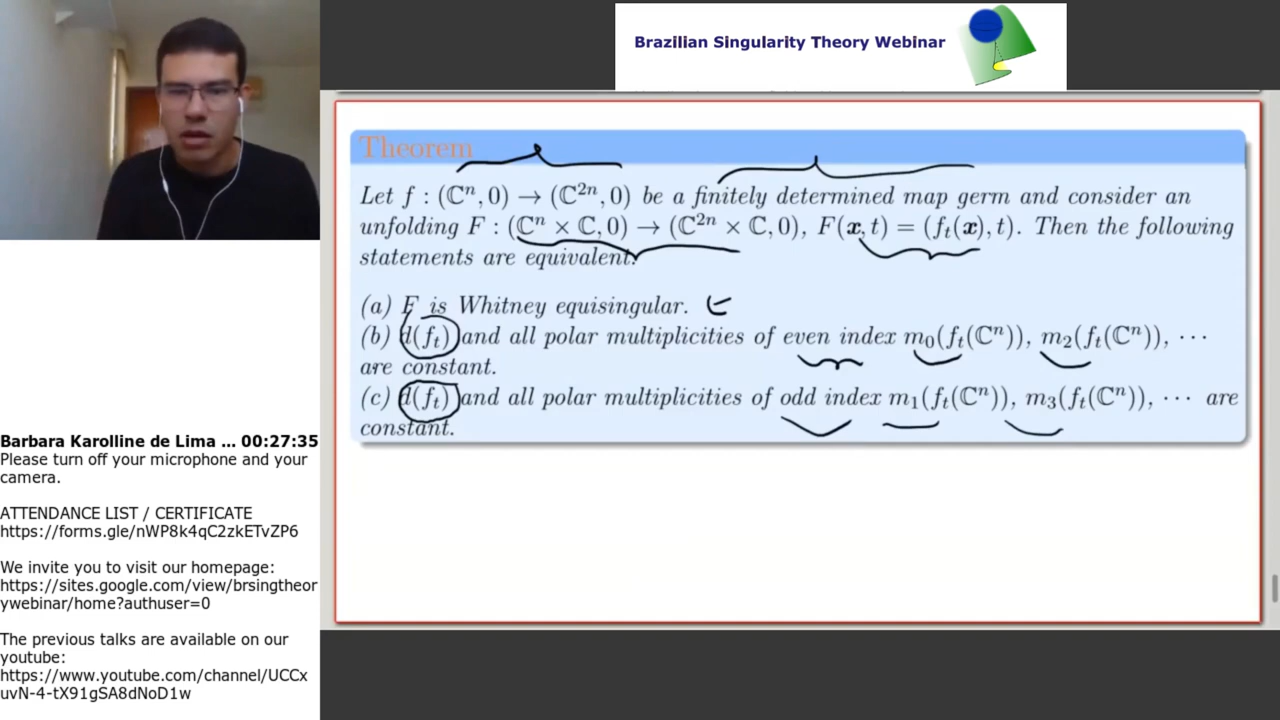 Brazilian Singularity Theory Webinar
Theorem
Let f : (ℂⁿ, 0) → (ℂ²ⁿ, 0) be a finitely determined map germ and consider an
unfolding F : (ℂⁿ × ℂ, 0) → (ℂ²ⁿ × ℂ, 0), F(x, t) = (fₜ(x), t). Then the following
statements are equivalent:
(a) F is Whitney equisingular.
(b) d(fₜ) and all polar multiplicities of even index m₀(fₜ(ℂⁿ)), m₂(fₜ(ℂⁿ)), ⋯
are constant.
(c) d(fₜ) and all polar multiplicities of odd index m₁(fₜ(ℂⁿ)), m₃(fₜ(ℂⁿ)), ⋯ are
constant.
Barbara Karolline de Lima ... 00:27:35
Please turn off your microphone and your
camera.
ATTENDANCE LIST / CERTIFICATE
https://forms.gle/nWP8k4qC2zkETvZP6
We invite you to visit our homepage:
https://sites.google.com/view/brsingtheor
ywebinar/home?authuser=0
The previous talks are available on our
youtube:
https://www.youtube.com/channel/UCCx
uvN-4-tX91gSA8dNoD1w